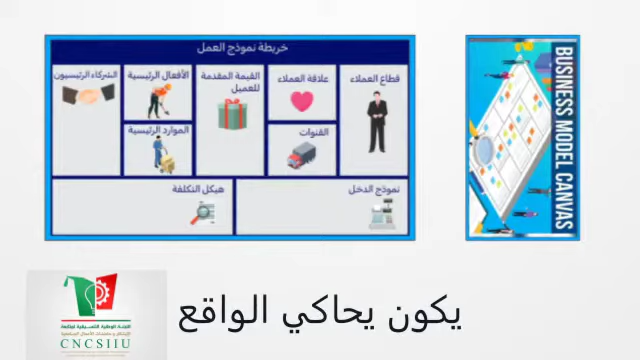 خريطة نموذج العمل
قطاع العملاء
علاقة العملاء
القيمة المقدمة للعميل
الأفعال الرئيسية
الشركاء الرئيسيون
القنوات
الموارد الرئيسية
نموذج الدخل
هيكل التكلفة
BUSINESS MODEL CANVAS
يكون يحاكي الواقع
CNCSIIU